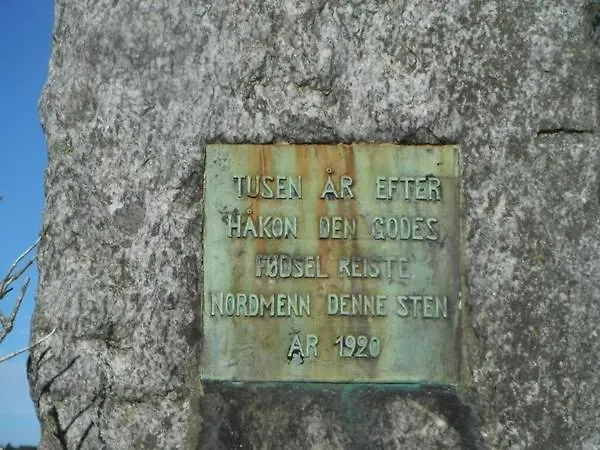 TUSEN ÅR EFTER
HÅKON DEN GODES
FØDSEL REISTE
NORDMENN DENNE STEN
ÅR 1920